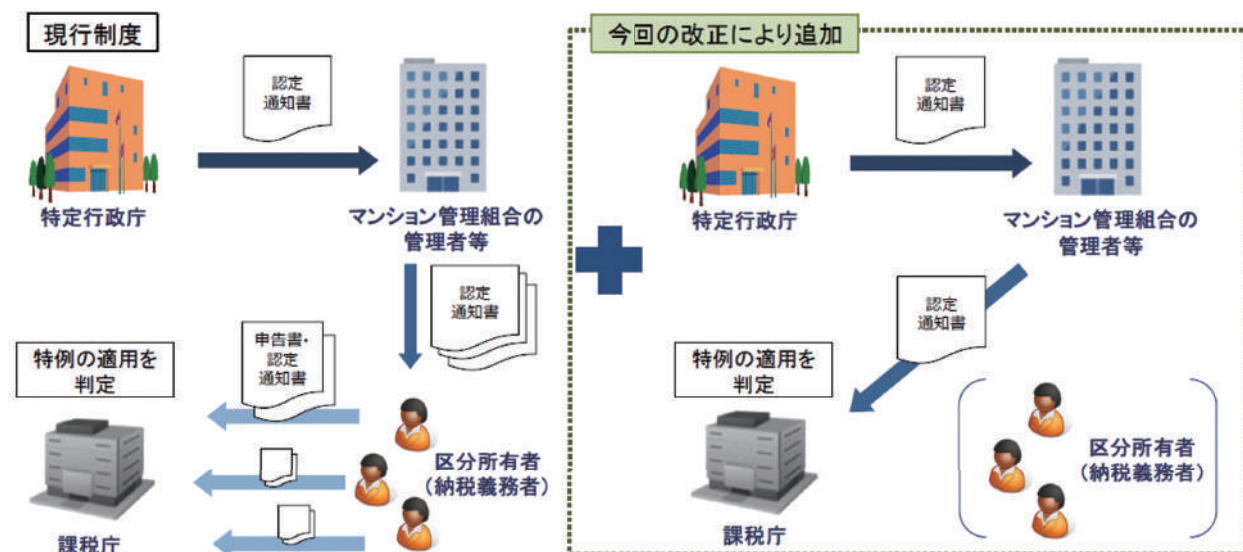 現行制度
認定
通知書
特定行政庁
マンション管理組合の
管理者等
認定
通知書
申告書・
認定
通知書
特例の適用を
判定
区分所有者
（納税義務者）
課税庁
今回の改正により追加
認定
通知書
特定行政庁
マンション管理組合の
管理者等
認定
通知書
特例の適用を
判定
区分所有者
（納税義務者）
課税庁